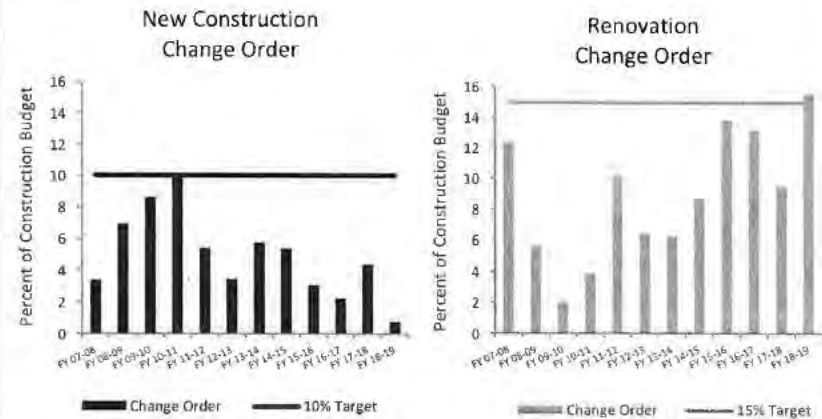 New Construction
Change Order
Percent of Construction Budget
16
14
12
10
8
6
4
2
0
FY 07-08
FY 08-09
FY 09-10
FY 10-11
FY 11-12
FY 12-13
FY 13-14
FY 14-15
FY 15-16
FY 16-17
FY 17-18
FY 18-19
Change Order
10% Target
Renovation
Change Order
Percent of Construction Budget
16
14
12
10
8
6
4
2
0
FY 07-08
FY 08-09
FY 09-10
FY 10-11
FY 11-12
FY 12-13
FY 13-14
FY 14-15
FY 15-16
FY 16-17
FY 17-18
FY 18-19
Change Order
15% Target